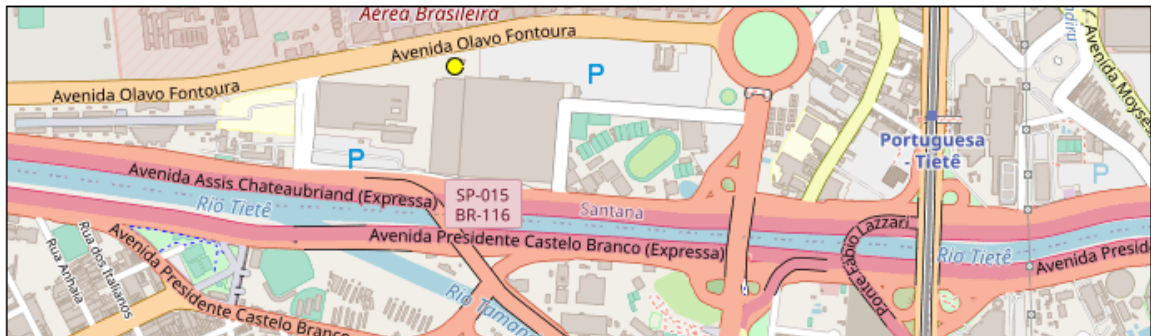 Aérea Brasileira
Avenida Olavo Fontoura
Avenida Olavo Fontoura
P
Avenida Moyses
Portuguesa
- Tietê
P
P
Avenida Assis Chateaubriand (Expressa)
SP-015
BR-116
Santana
Rio Tietê
Avenida Presidente Castelo Branco (Expressa)
Ponte Fábio Lazzari
Rio Tietê
Avenida Presid
Rua dos Italianos
Rua Anhaia
Avenida Presidente Castelo Branco
Rio Taman